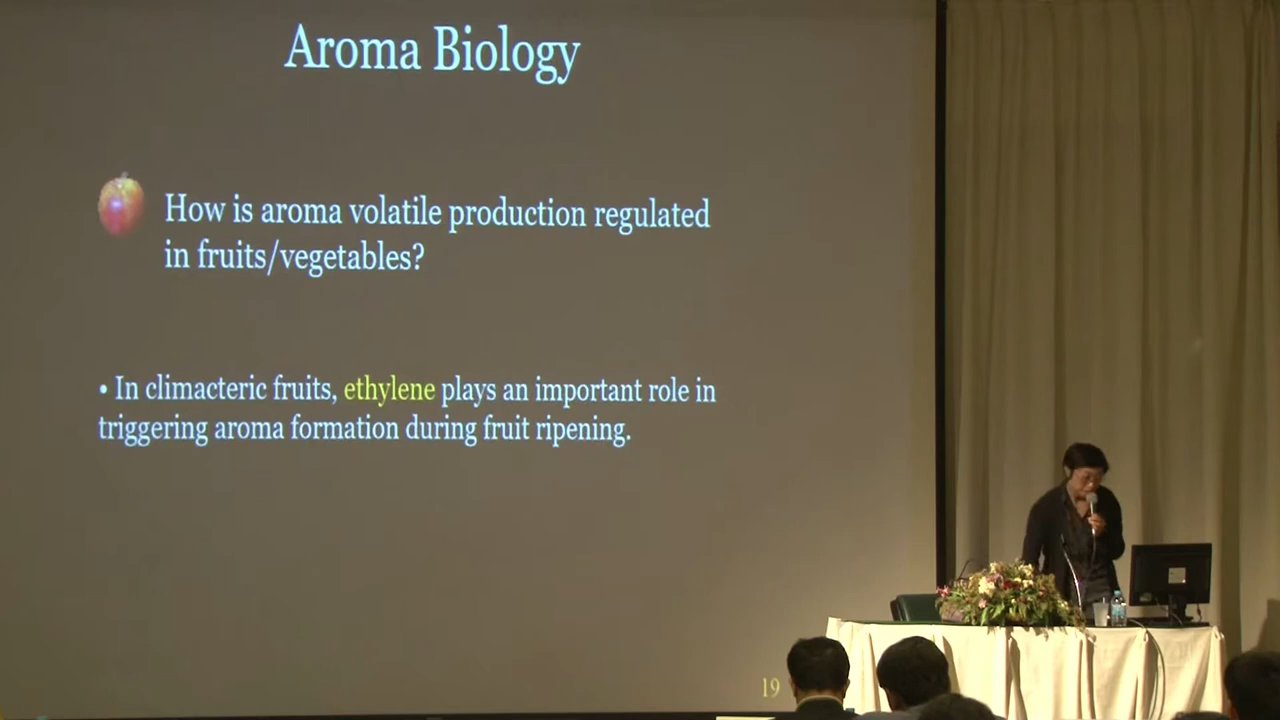 Aroma Biology
How is aroma volatile production regulated
in fruits/vegetables?
• In climacteric fruits, ethylene plays an important role in
triggering aroma formation during fruit ripening.
19